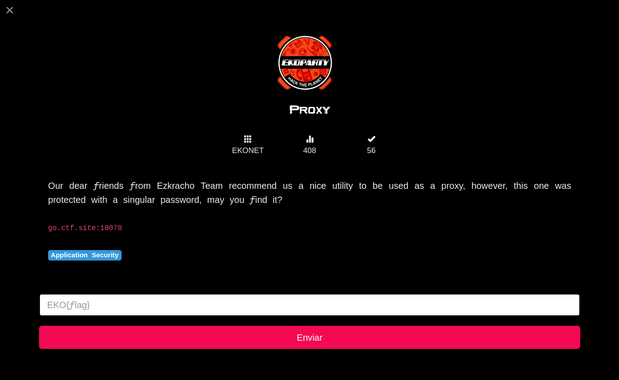 EKOPARTY
HACK THE PLANET
Proxy
EKONET 408 56
Our dear ƒriends ƒrom Ezkracho Team recommend us a nice utility to be used as a proxy, however, this one was
protected with a singular password, may you ƒind it?
go.ctf.site:10070
Application Security
EKO{ƒlag}
Enviar